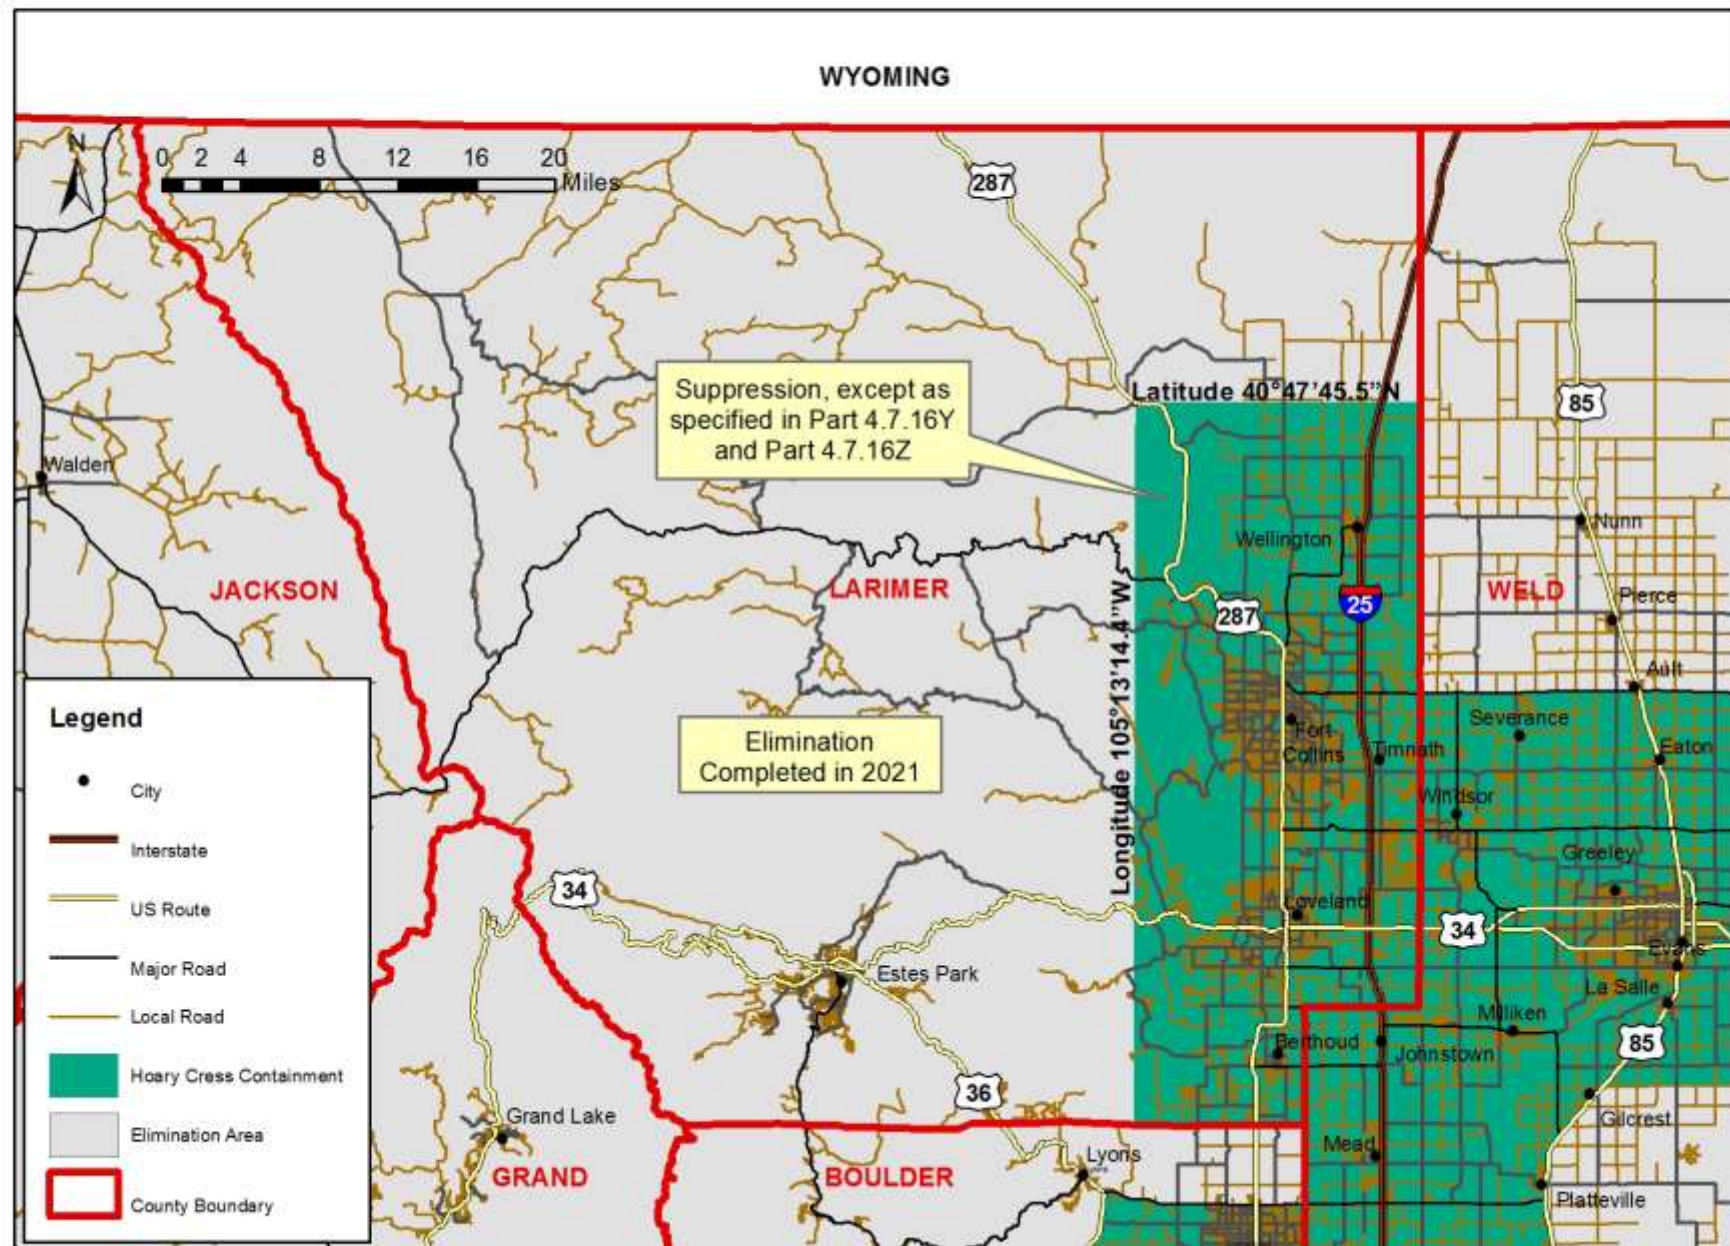 WYOMING
N
0 2 4 8 12 16 20
Miles
287
Suppression, except as
specified in Part 4.7.16Y
and Part 4.7.16Z
Latitude 40°47'45.5"N
85
Walden
Nunn
Wellington
JACKSON
LARIMER
25
WELD
Pierce
287
Longitude 105°13'14.4"W
Ault
Legend
City
Interstate
US Route
Major Road
Local Road
Hoary Cress Containment
Elimination Area
County Boundary
Elimination
Completed in 2021
Severance
Fort
Collins
Timnath
Eaton
Windsor
Greeley
34
Loveland
34
Evans
Estes Park
La Salle
Milliken
Berthoud
Johnstown
85
36
Grand Lake
Gilcrest
Mead
Lyons
GRAND
BOULDER
Platteville